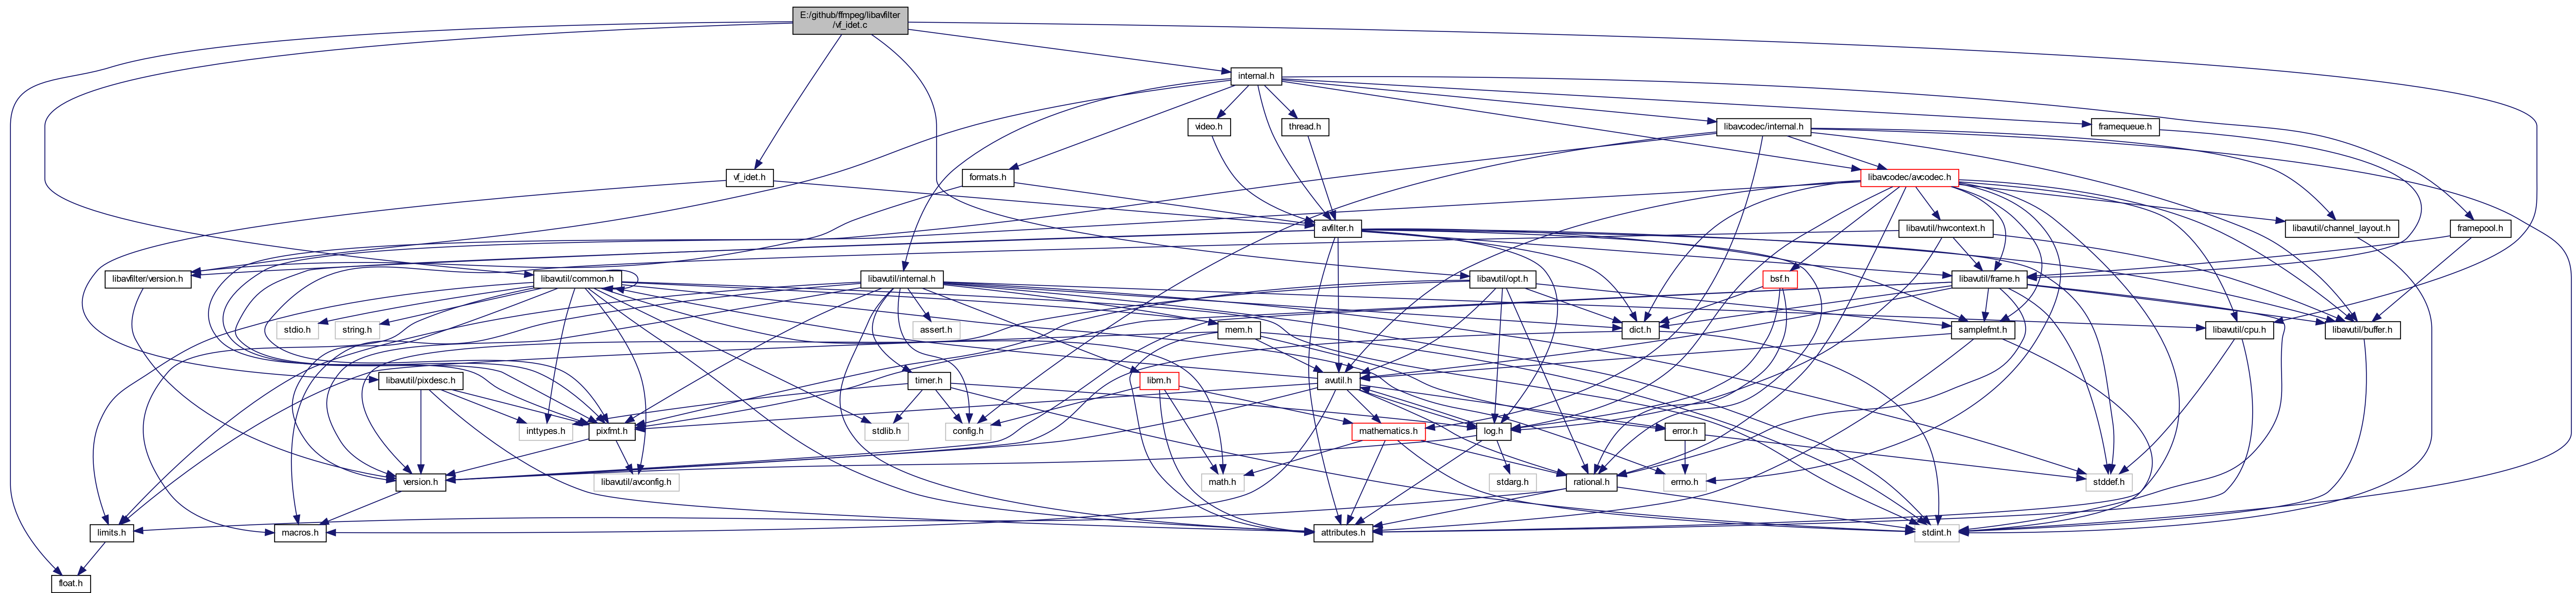 E:/github/ffmpeg/libavfilter
/vf_idet.c
internal.h
video.h
thread.h
libavcodec/internal.h
framequeue.h
vf_idet.h
formats.h
libavcodec/avcodec.h
avfilter.h
libavutil/hwcontext.h
libavutil/channel_layout.h
framepool.h
libavfilter/version.h
libavutil/common.h
libavutil/internal.h
libavutil/opt.h
bsf.h
libavutil/frame.h
stdio.h
string.h
assert.h
mem.h
dict.h
samplefmt.h
libavutil/cpu.h
libavutil/buffer.h
libavutil/pixdesc.h
timer.h
libm.h
avutil.h
inttypes.h
pixfmt.h
stdlib.h
config.h
mathematics.h
log.h
error.h
version.h
libavutil/avconfig.h
math.h
stdarg.h
rational.h
errno.h
stddef.h
limits.h
macros.h
attributes.h
stdint.h
float.h